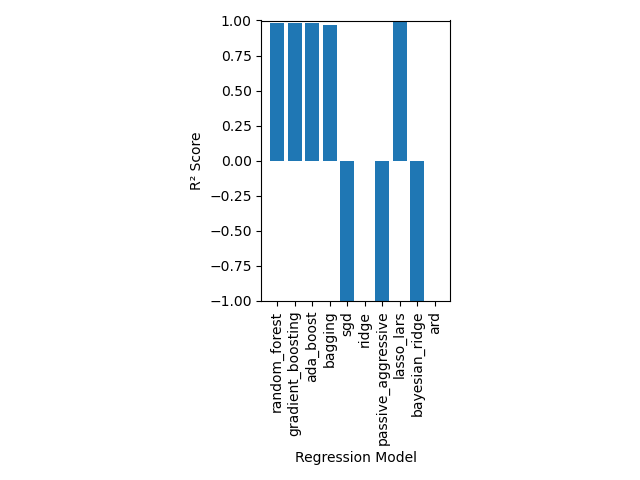 1.00
0.75
0.50
0.25
0.00
−0.25
−0.50
−0.75
−1.00
R² Score
random_forest
gradient_boosting
ada_boost
bagging
sgd
ridge
passive_aggressive
lasso_lars
bayesian_ridge
ard
Regression Model